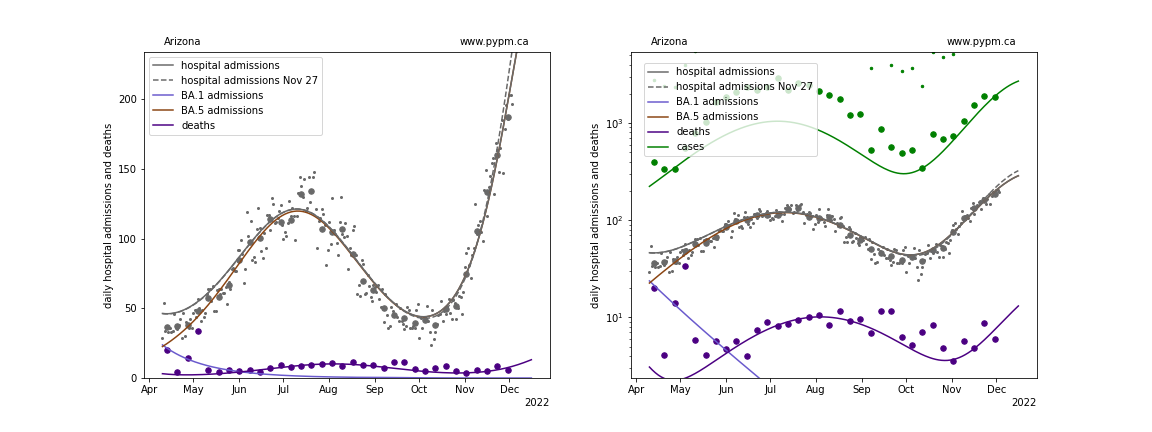 Arizona
www.pypm.ca
hospital admissions
hospital admissions Nov 27
BA.1 admissions
BA.5 admissions
deaths
daily hospital admissions and deaths
200
150
100
50
0
Apr May Jun Jul Aug Sep Oct Nov Dec
2022
Arizona
www.pypm.ca
hospital admissions
hospital admissions Nov 27
BA.1 admissions
BA.5 admissions
deaths
cases
daily hospital admissions and deaths
10³
10²
10¹
Apr May Jun Jul Aug Sep Oct Nov Dec
2022